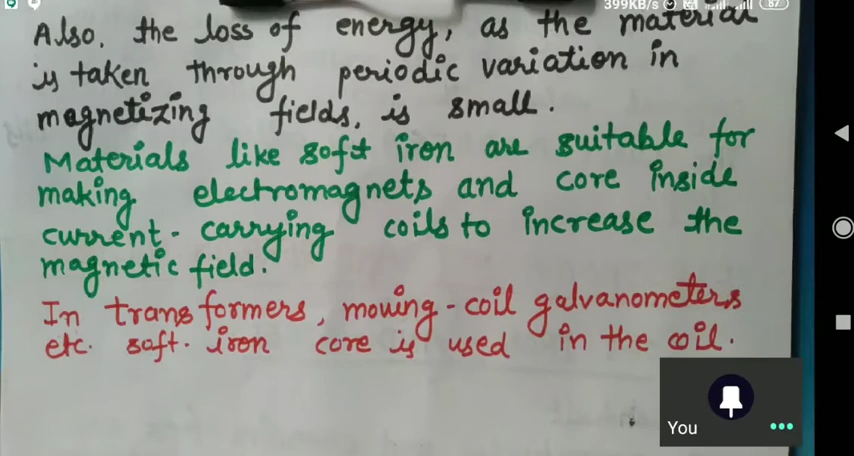 399KB/s 87
Also, the loss of energy, as the material
is taken through periodic variation in
magnetizing fields, is small.
Materials like soft iron are suitable for
making electromagnets and core inside
current-carrying coils to increase the
magnetic field.
In transformers, moving-coil galvanometers
etc. soft-iron core is used in the coil.
You